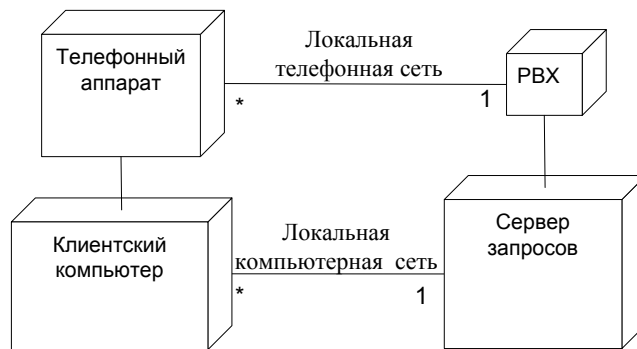 Телефонный
аппарат
Локальная
телефонная сеть
*
1
PBX
Клиентский
компьютер
Локальная
компьютерная сеть
*
1
Сервер
запросов